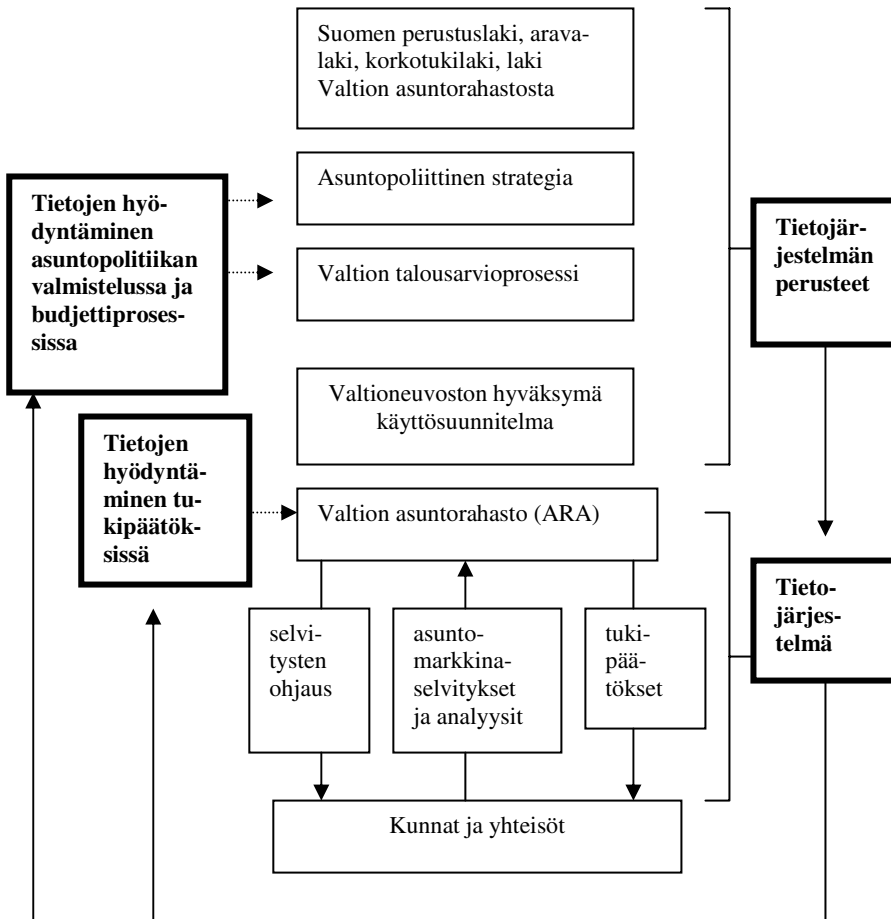 Suomen perustuslaki, arava-
laki, korkotukilaki, laki
Valtion asuntorahastosta
Asuntopoliittinen strategia
Tietojen hyö-
dyntäminen
asuntopolitiikan
valmistelussa ja
budjettiproses-
sissa
Valtion talousarvioprosessi
Tietojär-
jestelmän
perusteet
Valtioneuvoston hyväksymä
käyttösuunnitelma
Tietojen
hyödyntä-
minen tu-
kipäätök-
sissä
Valtion asuntorahasto (ARA)
Tieto-
järjes-
telmä
selvi-
tysten
ohjaus
asunto-
markkina-
selvitykset
ja analyysit
tuki-
pää-
tökset
Kunnat ja yhteisöt